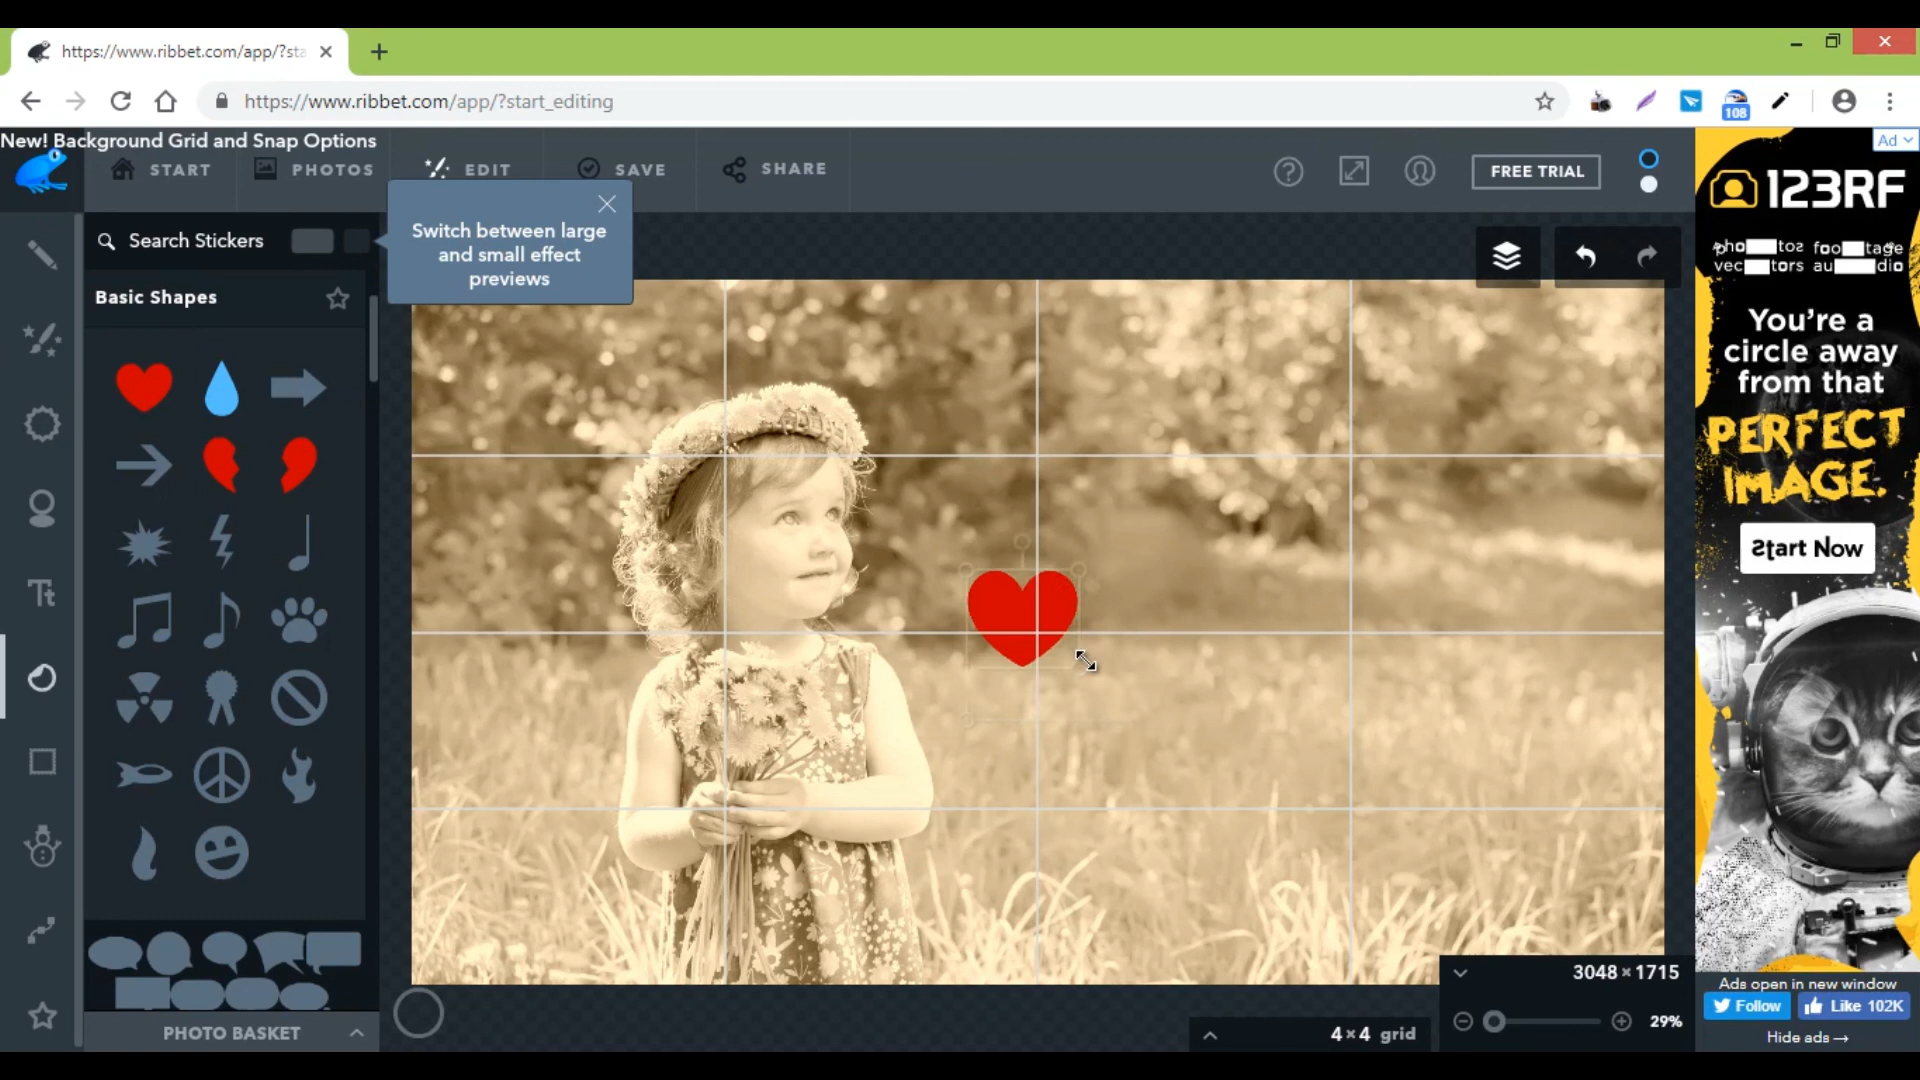 https://www.ribbet.com/app/?sta
https://www.ribbet.com/app/?start_editing
108
New! Background Grid and Snap Options
START
PHOTOS
EDIT
SAVE
SHARE
FREE TRIAL
Ad
Search Stickers
Switch between large
and small effect
previews
Basic Shapes
Tt
PHOTO BASKET
4×4 grid
3048×1715
29%
123RF
You're a
circle away
from that
PERFECT
IMAGE.
Start Now
Ads open in new window
Follow
Like 102K
Hide ads →